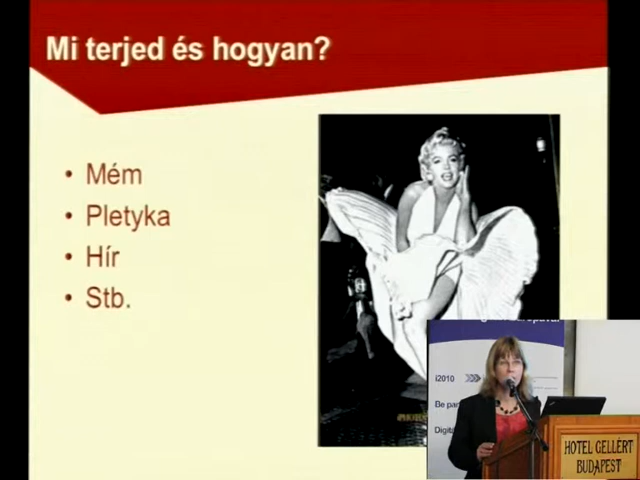 Mi terjed és hogyan?
• Mém
• Pletyka
• Hír
• Stb.
i2010
Be par
Digita
HOTEL GELLÉRT
BUDAPEST